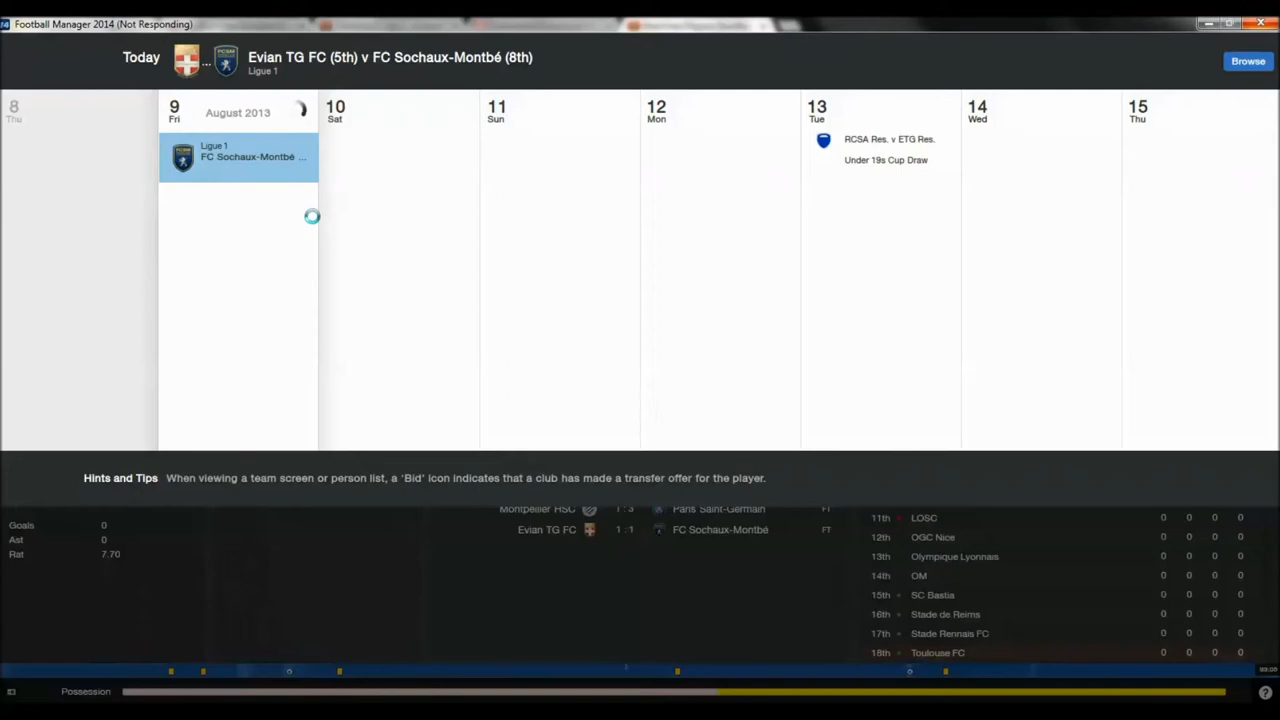 Football Manager 2014 (Not Responding)
Today
Evian TG FC (5th) v FC Sochaux-Montbé (8th)
Ligue 1
Browse
8
Thu
9
Fri
August 2013
10
Sat
11
Sun
12
Mon
13
Tue
14
Wed
15
Thu
Ligue 1
FC Sochaux-Montbé ...
RCSA Res. v ETG Res.
Under 19s Cup Draw
Hints and Tips When viewing a team screen or person list, a 'Bid' icon indicates that a club has made a transfer offer for the player.
Montpellier HSC 1 : 3 Paris Saint-Germain FT
Evian TG FC 1 : 1 FC Sochaux-Montbé FT
Goals 0
Ast 0
Rat 7.70
11th LOSC 0 0 0 0
12th OGC Nice 0 0 0 0
13th Olympique Lyonnais 0 0 0 0
14th OM 0 0 0 0
15th SC Bastia 0 0 0 0
16th Stade de Reims 0 0 0 0
17th Stade Rennais FC 0 0 0 0
18th Toulouse FC 0 0 0 0
Possession
?